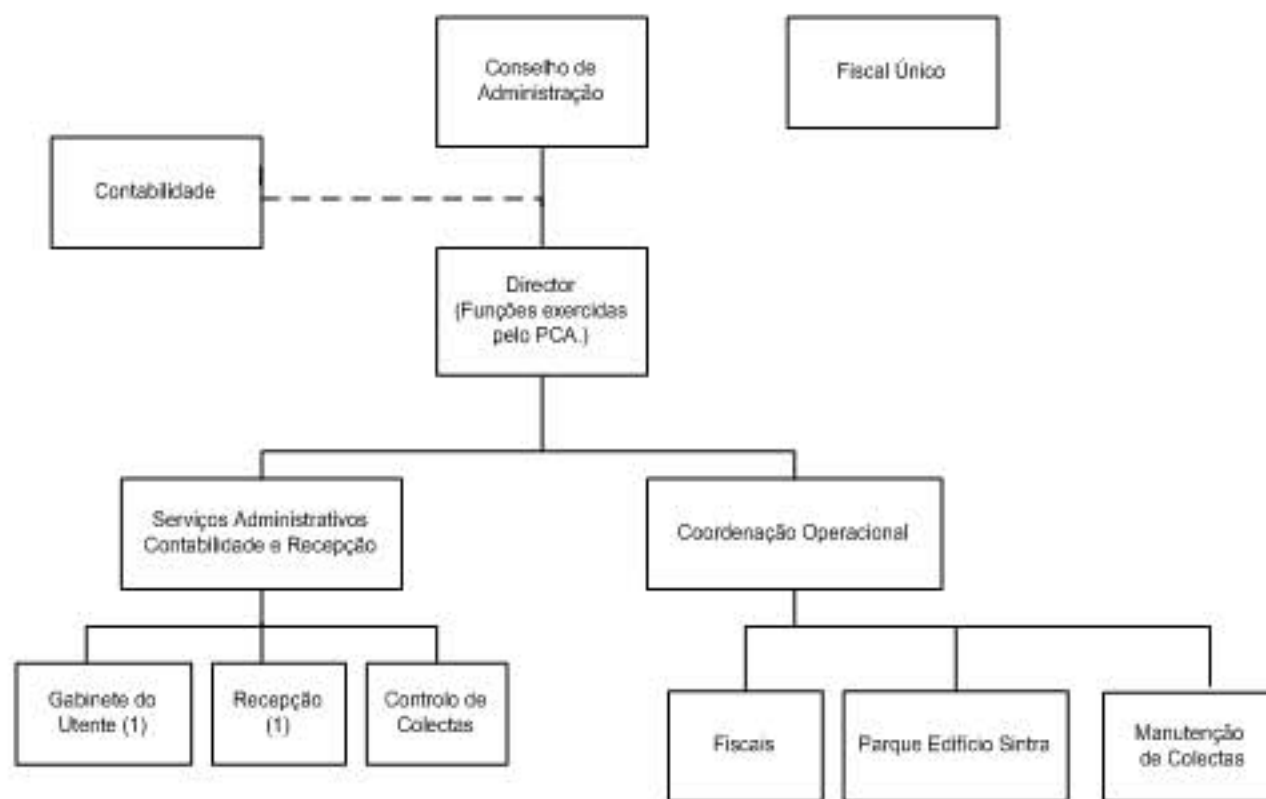 Conselho de
Administração
Fiscal Único
Contabilidade
Director
(Funções exercidas
pelo PCA.)
Serviços Administrativos
Contabilidade e Recepção
Coordenação Operacional
Gabinete do
Utente (1)
Recepção
(1)
Controlo de
Colectas
Fiscais
Parque Edifício Sintra
Manutenção
de Colectas